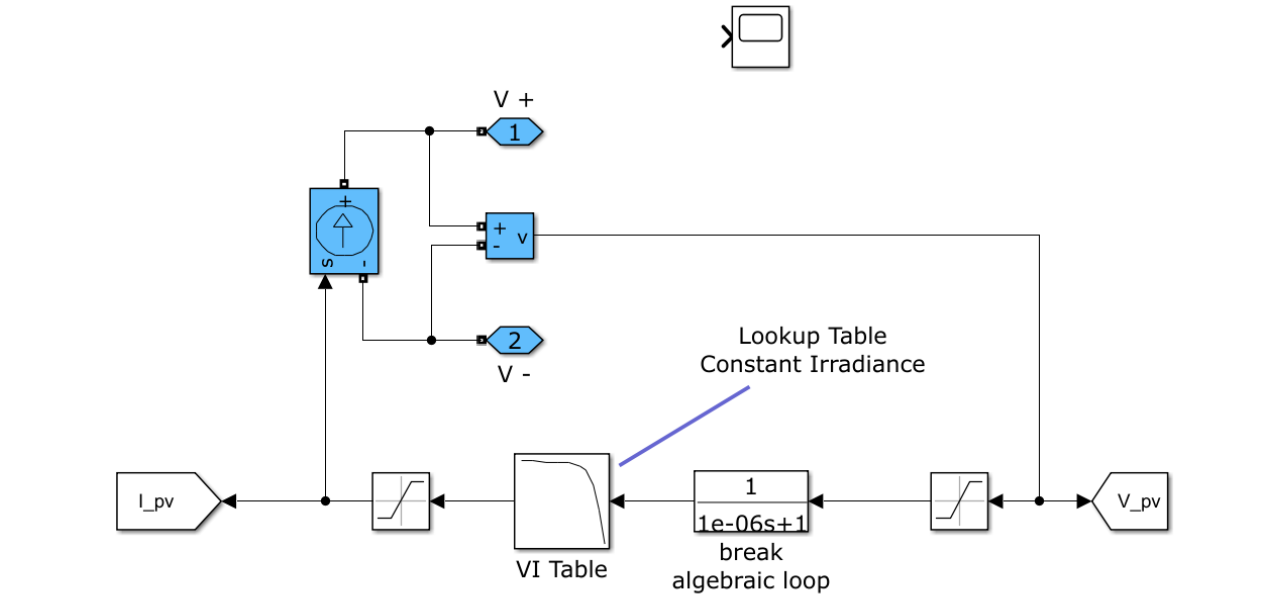 V +
1
+
+
-
v
s
-
2
V -
Lookup Table
Constant Irradiance
I_pv
1
1e-06s+1
V_pv
VI Table
break
algebraic loop